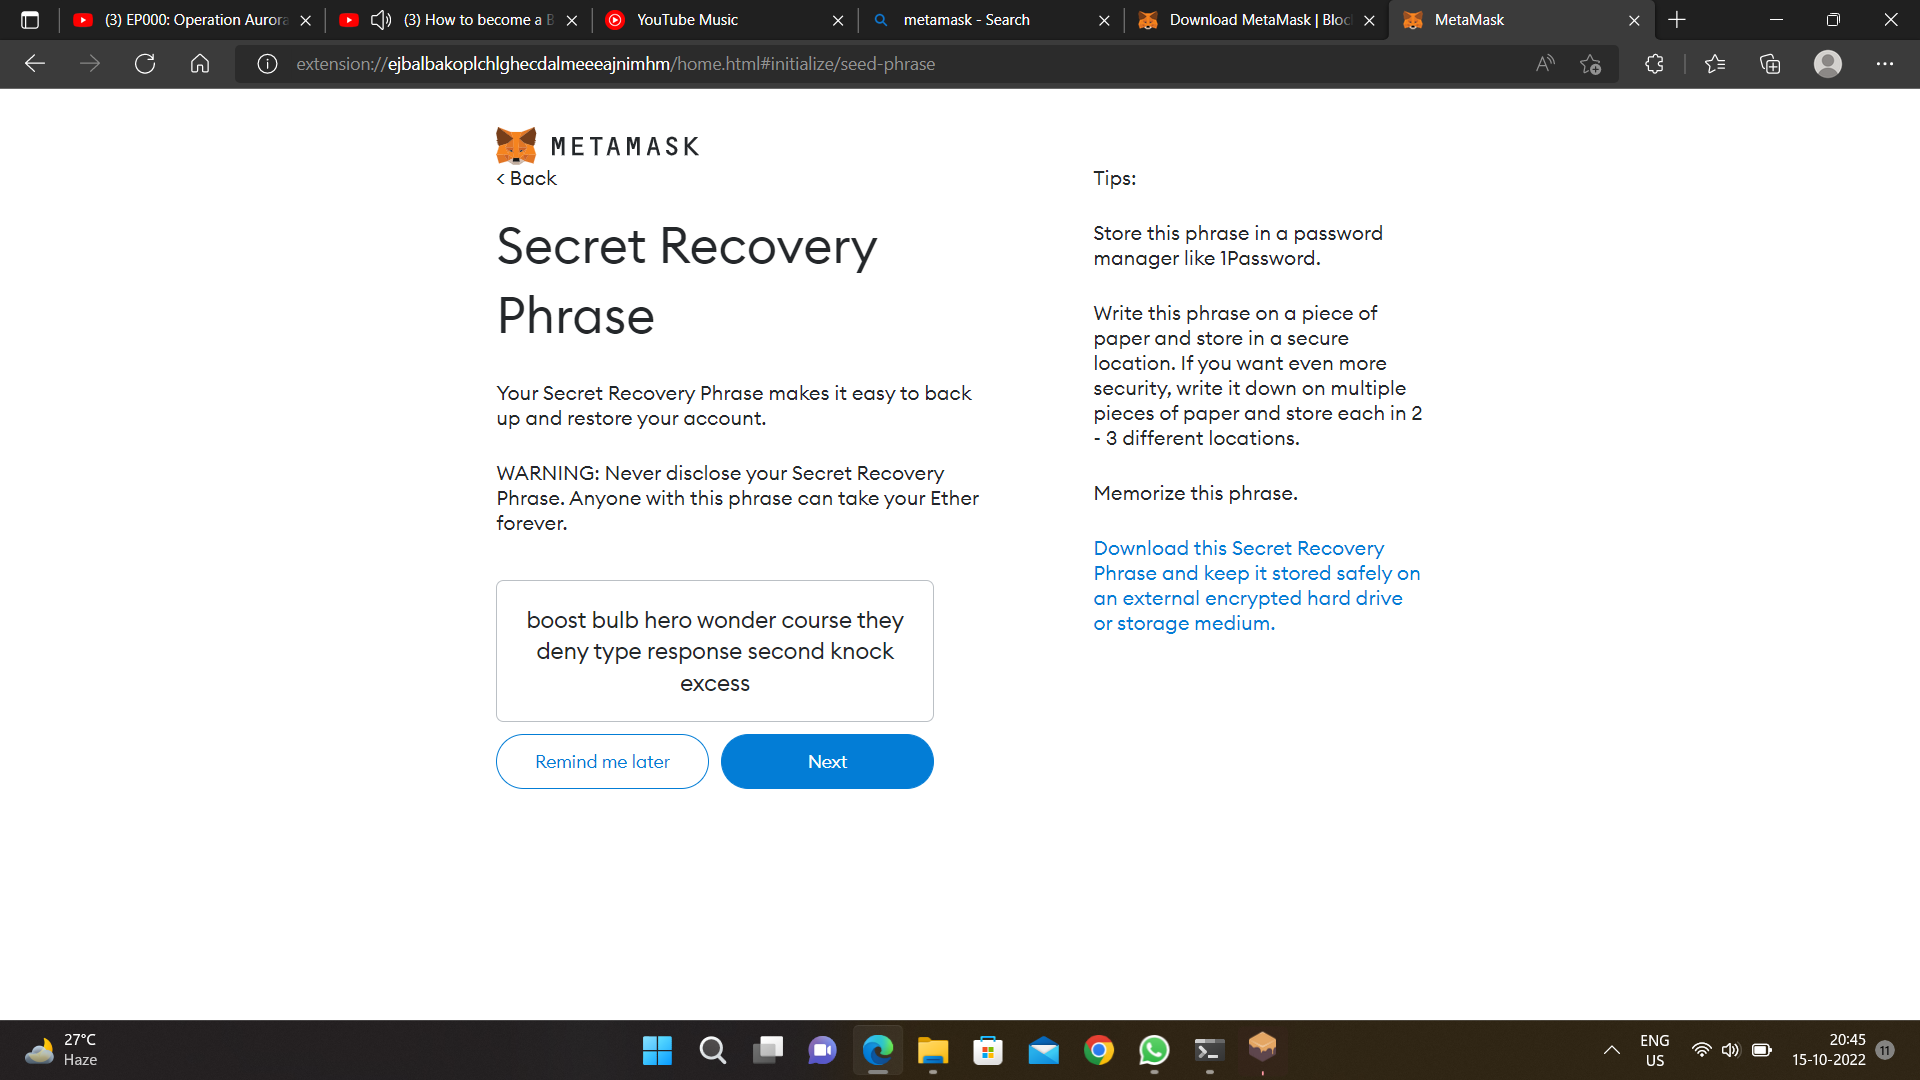 (3) EP000: Operation Aurora
(3) How to become a B
YouTube Music
metamask - Search
Download MetaMask | Bloc
MetaMask
extension://ejbalbakoplchlghecdalmeeeajnimhm/home.html#initialize/seed-phrase
METAMASK
< Back
Secret Recovery
Phrase
Your Secret Recovery Phrase makes it easy to back
up and restore your account.
WARNING: Never disclose your Secret Recovery
Phrase. Anyone with this phrase can take your Ether
forever.
boost bulb hero wonder course they
deny type response second knock
excess
Remind me later
Next
Tips:
Store this phrase in a password
manager like 1Password.
Write this phrase on a piece of
paper and store in a secure
location. If you want even more
security, write it down on multiple
pieces of paper and store each in 2
- 3 different locations.
Memorize this phrase.
Download this Secret Recovery
Phrase and keep it stored safely on
an external encrypted hard drive
or storage medium.
27°C
Haze
ENG
US
20:45
15-10-2022
11